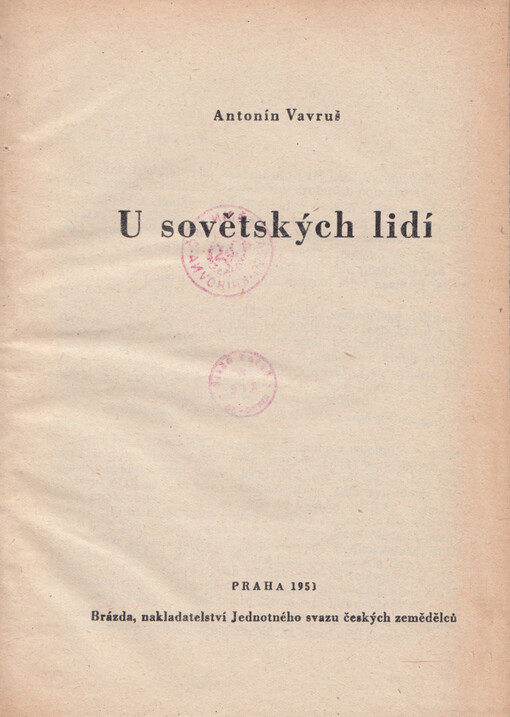 Antonín Vavruš
U sovětských lidí
PRAHA 1951
Brázda, nakladatelství Jednotného svazu českých zemědělců